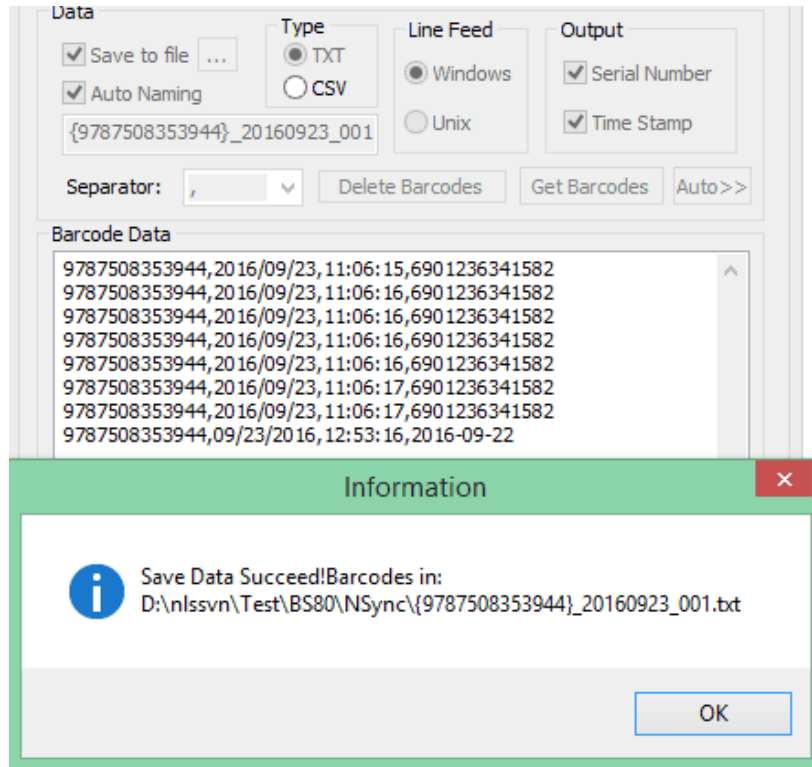 Data
Type
Line Feed
Output
Save to file
...
TXT
Windows
Serial Number
Auto Naming
CSV
{9787508353944}_20160923_001
Unix
Time Stamp
Separator:
,
Delete Barcodes
Get Barcodes
Auto>>
Barcode Data
9787508353944,2016/09/23,11:06:15,6901236341582
9787508353944,2016/09/23,11:06:16,6901236341582
9787508353944,2016/09/23,11:06:16,6901236341582
9787508353944,2016/09/23,11:06:16,6901236341582
9787508353944,2016/09/23,11:06:16,6901236341582
9787508353944,2016/09/23,11:06:17,6901236341582
9787508353944,2016/09/23,11:06:17,6901236341582
9787508353944,09/23/2016,12:53:16,2016-09-22
Information
Save Data Succeed!Barcodes in:
D:\nlssvn\Test\BS80\NSync\{9787508353944}_20160923_001.txt
OK